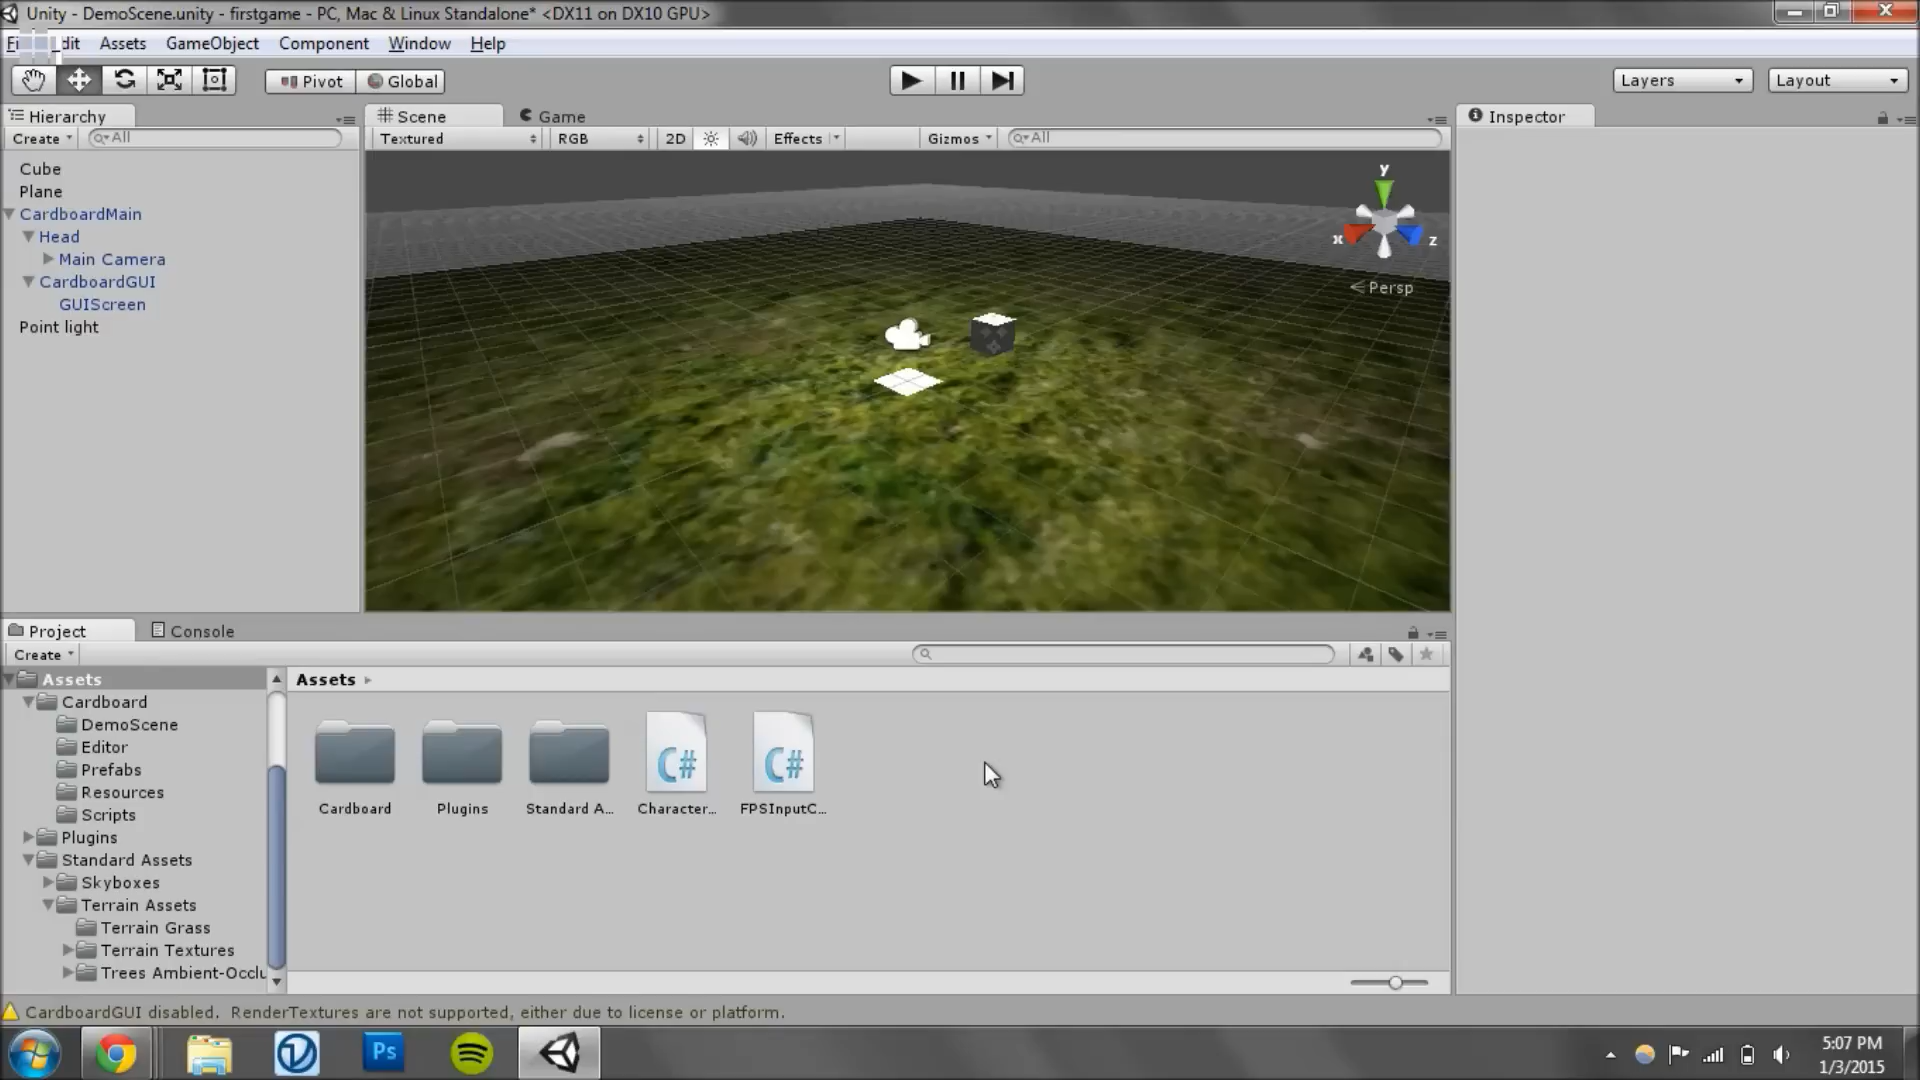 Unity - DemoScene.unity - firstgame - PC, Mac & Linux Standalone* <DX11 on DX10 GPU>
Fi dit Assets GameObject Component Window Help
Pivot Global Layers Layout
Hierarchy
Create All
Cube
Plane
CardboardMain
Head
Main Camera
CardboardGUI
GUIScreen
Point light
Scene Game
Textured RGB 2D Effects Gizmos All
y
x z
Persp
Inspector
Project Console
Create
Assets
Cardboard
DemoScene
Editor
Prefabs
Resources
Scripts
Plugins
Standard Assets
Skyboxes
Terrain Assets
Terrain Grass
Terrain Textures
Trees Ambient-Occlu
Assets
C# C#
Cardboard Plugins Standard A... Character... FPSInputC...
CardboardGUI disabled. RenderTextures are not supported, either due to license or platform.
Ps
5:07 PM
1/3/2015